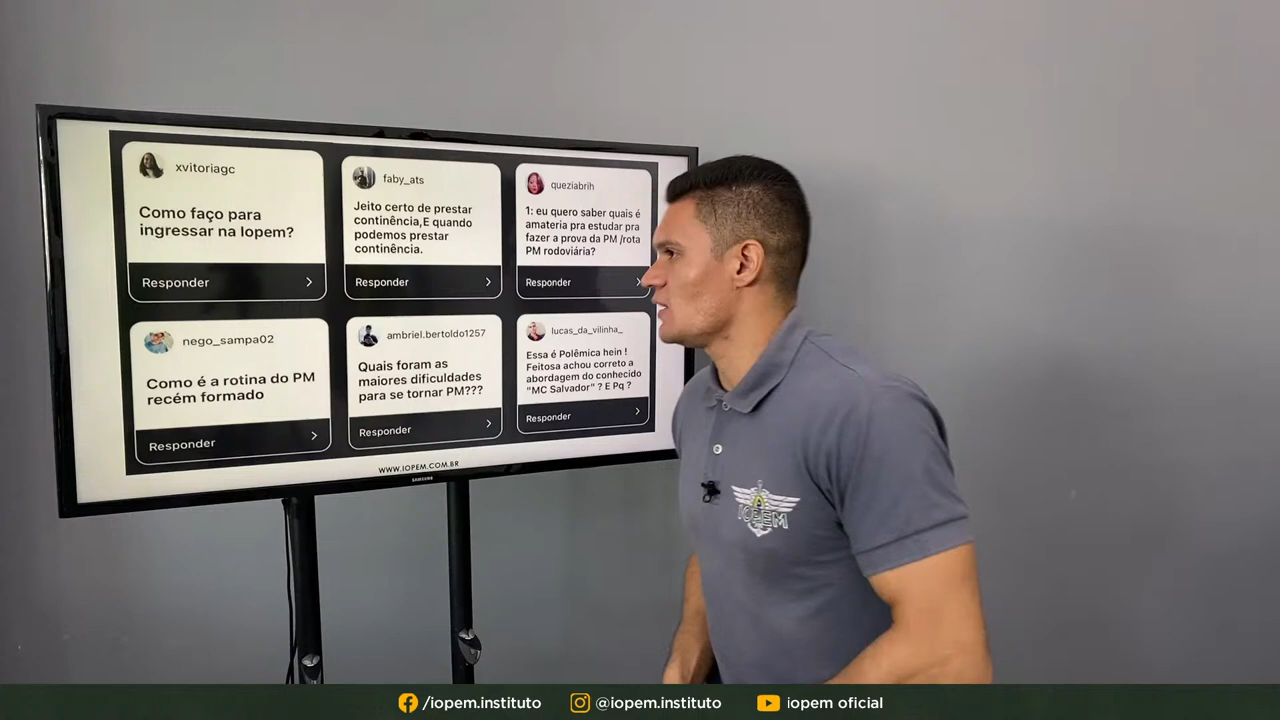 xvitoriagc
Como faço para
ingressar na Iopem?
Responder
faby_ats
Jeito certo de prestar
continência,E quando
podemos prestar
continência.
Responder
queziabrih
1: eu quero saber quais é
amateria pra estudar pra
fazer a prova da PM /rota
PM rodoviária?
Responder
nego_sampa02
Como é a rotina do PM
recém formado
Responder
ambriel.bertoldo1257
Quais foram as
maiores dificuldades
para se tornar PM???
Responder
lucas_da_vilinha_
Essa é Polêmica hein !
Feitosa achou correto a
abordagem do conhecido
"MC Salvador" ? E Pq ?
Responder
WWW.IOPEM.COM.BR
SAMSUNG
IOPEM
/iopem.instituto
@iopem.instituto
iopem oficial